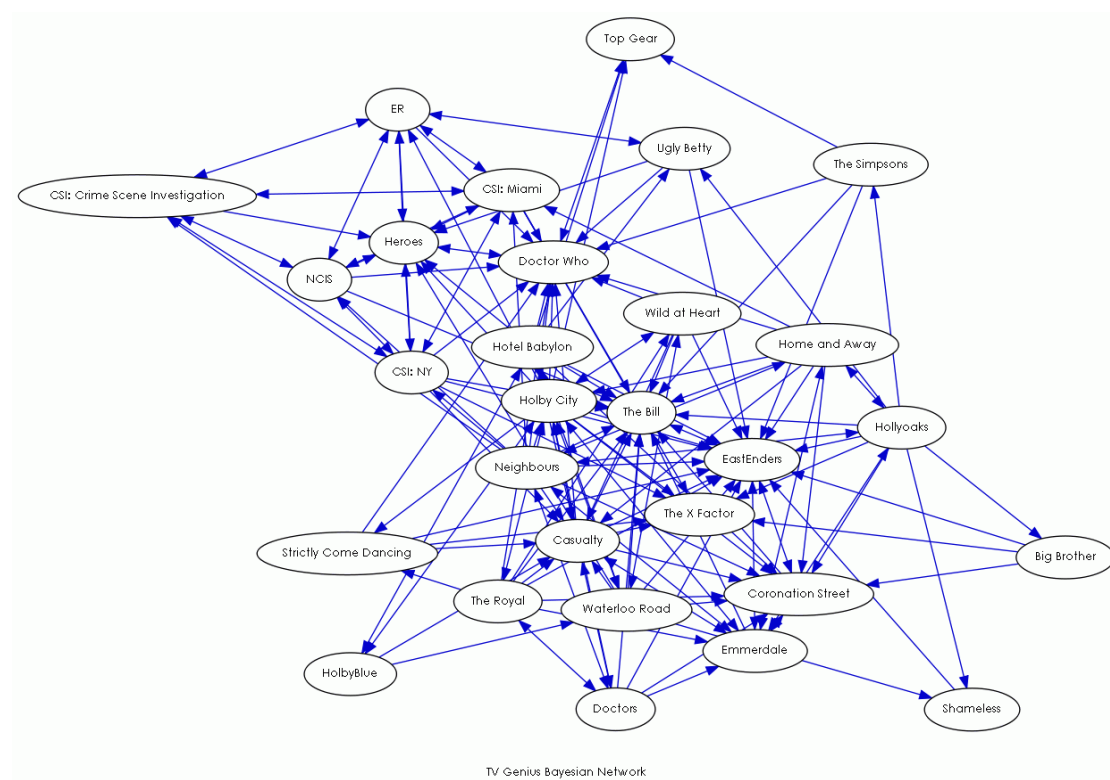 Top Gear
ER
Ugly Betty
The Simpsons
CSI: Crime Scene Investigation
CSI: Miami
Heroes
Doctor Who
NCIS
Wild at Heart
Hotel Babylon
Home and Away
CSI: NY
Holby City
The Bill
Hollyoaks
EastEnders
Neighbours
The X Factor
Casualty
Strictly Come Dancing
Big Brother
Coronation Street
The Royal
Waterloo Road
Emmerdale
HolbyBlue
Doctors
Shameless
TV Genius Bayesian Network